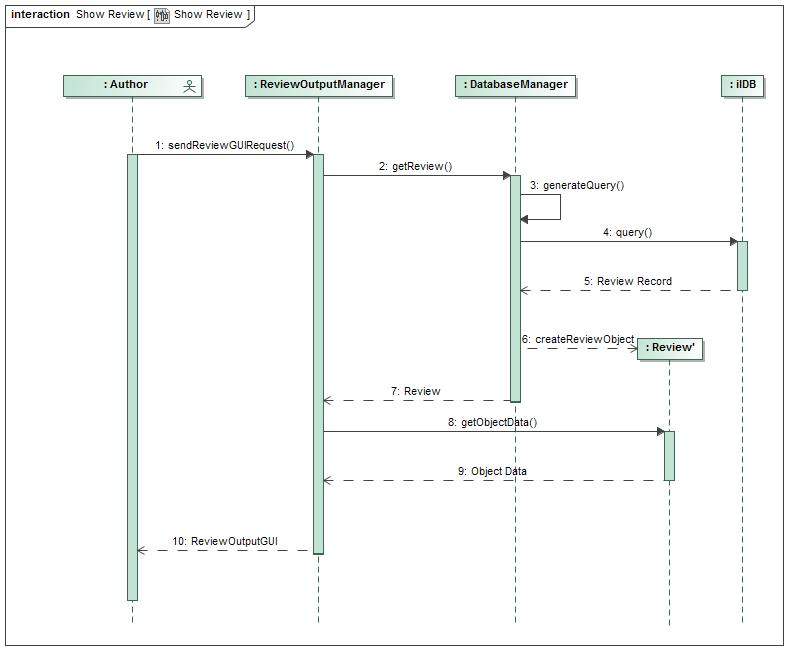 interaction Show Review [ Show Review ]
: Author
: ReviewOutputManager
: DatabaseManager
: iIDB
1: sendReviewGUIRequest()
2: getReview()
3: generateQuery()
4: query()
5: Review Record
6: createReviewObject
: Review'
7: Review
8: getObjectData()
9: Object Data
10: ReviewOutputGUI